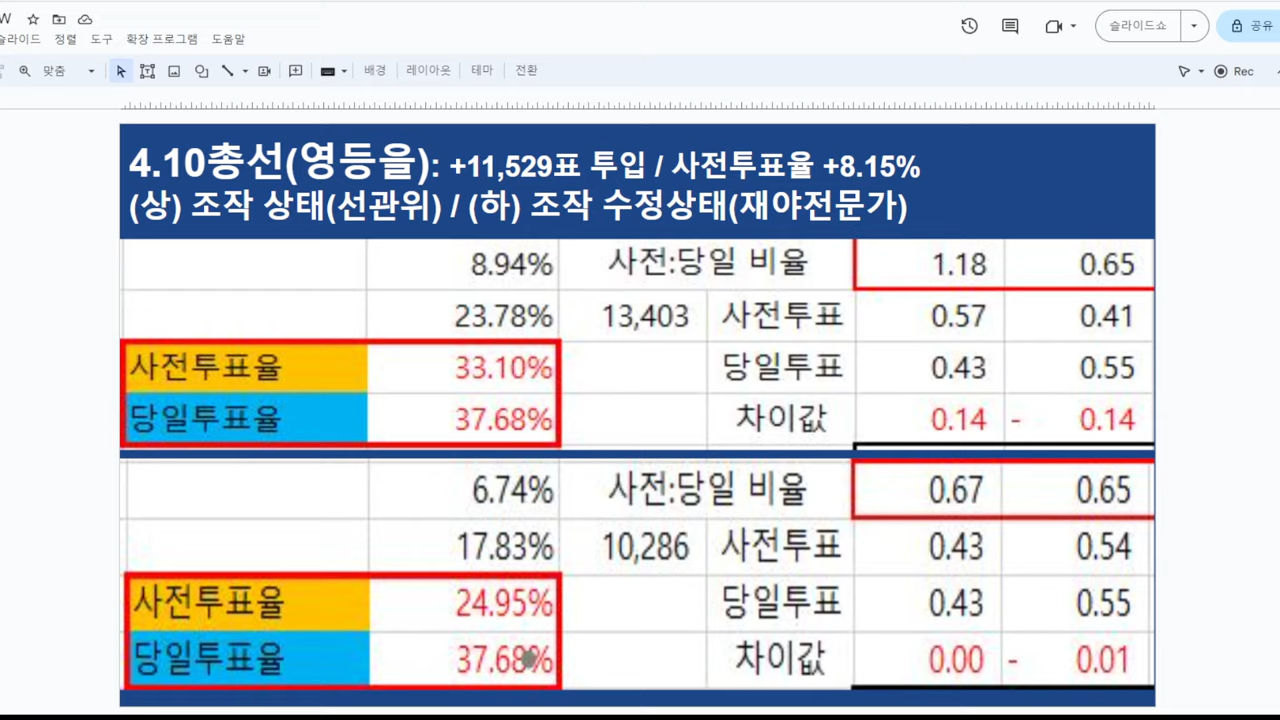 W
슬라이드 정렬 도구 확장 프로그램 도움말
슬라이드쇼
공유
맞춤
배경 레이아웃 테마 전환
Rec
4.10총선(영등을): +11,529표 투입 / 사전투표율 +8.15%
(상) 조작 상태(선관위) / (하) 조작 수정상태(재야전문가)
8.94% 사전:당일 비율 1.18 0.65
23.78% 13,403 사전투표 0.57 0.41
사전투표율 33.10% 당일투표 0.43 0.55
당일투표율 37.68% 차이값 0.14 - 0.14
6.74% 사전:당일 비율 0.67 0.65
17.83% 10,286 사전투표 0.43 0.54
사전투표율 24.95% 당일투표 0.43 0.55
당일투표율 37.68% 차이값 0.00 - 0.01